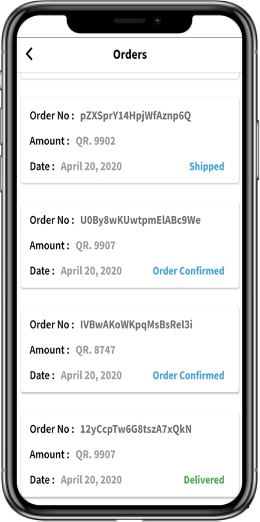 Orders
Order No : pZXSprY14HpjWfAznp6Q
Amount : QR. 9902
Date : April 20, 2020 Shipped
Order No : U0By8wKUwtpmElABc9We
Amount : QR. 9907
Date : April 20, 2020 Order Confirmed
Order No : IVBwAKoWKpqMsBsReI3i
Amount : QR. 8747
Date : April 20, 2020 Order Confirmed
Order No : 12yCcpTw6G8tszA7xQkN
Amount : QR. 9907
Date : April 20, 2020 Delivered